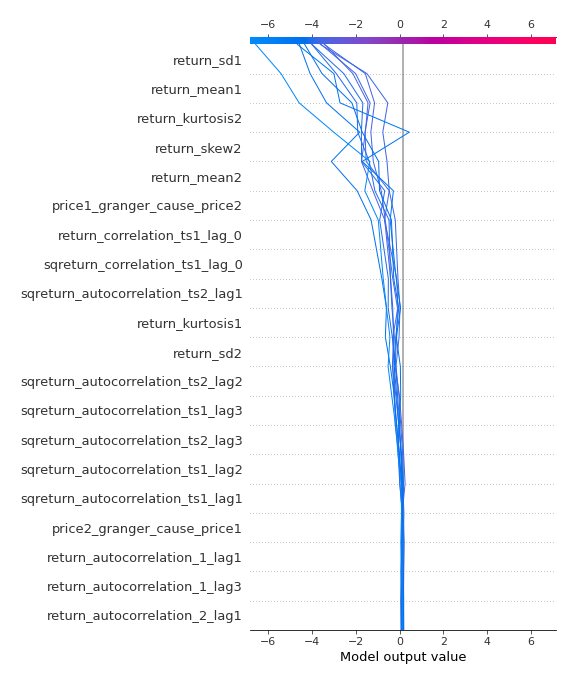 −6 −4 −2 0 2 4 6
return_sd1
return_mean1
return_kurtosis2
return_skew2
return_mean2
price1_granger_cause_price2
return_correlation_ts1_lag_0
sqreturn_correlation_ts1_lag_0
sqreturn_autocorrelation_ts2_lag1
return_kurtosis1
return_sd2
sqreturn_autocorrelation_ts2_lag2
sqreturn_autocorrelation_ts1_lag3
sqreturn_autocorrelation_ts2_lag3
sqreturn_autocorrelation_ts1_lag2
sqreturn_autocorrelation_ts1_lag1
price2_granger_cause_price1
return_autocorrelation_1_lag1
return_autocorrelation_1_lag3
return_autocorrelation_2_lag1
−6 −4 −2 0 2 4 6
Model output value